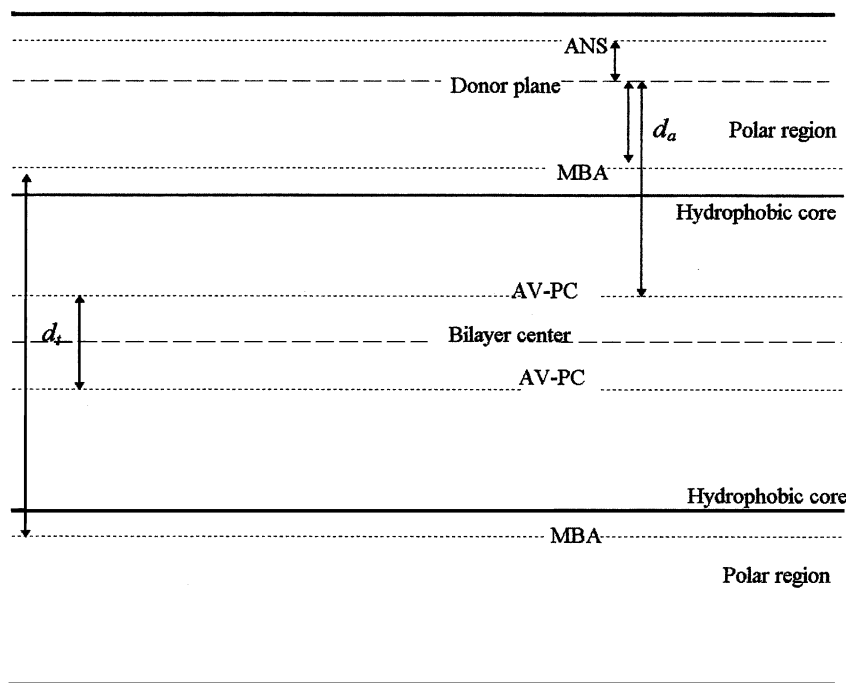 ANS
Donor plane
d_a
Polar region
MBA
Hydrophobic core
AV-PC
d_t
Bilayer center
AV-PC
Hydrophobic core
MBA
Polar region